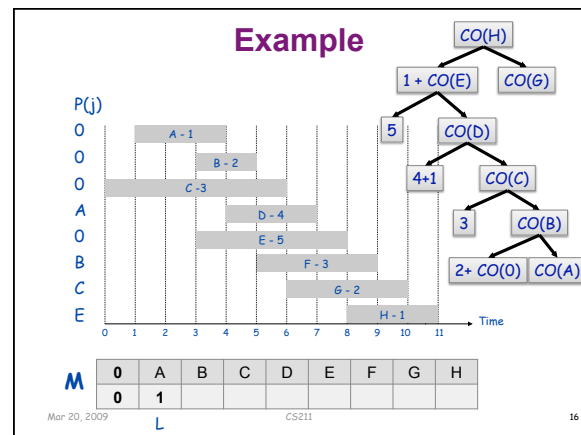 Example
CO(H)
1 + CO(E)
CO(G)
5
CO(D)
4+1
CO(C)
3
CO(B)
2+ CO(0)
CO(A)
P(j)
0
A - 1
0
B - 2
0
C -3
A
D - 4
0
E - 5
B
F - 3
C
G - 2
E
H - 1
Time
0 1 2 3 4 5 6 7 8 9 10 11
M
0 A B C D E F G H
0 1
L
Mar 20, 2009
CS211
16